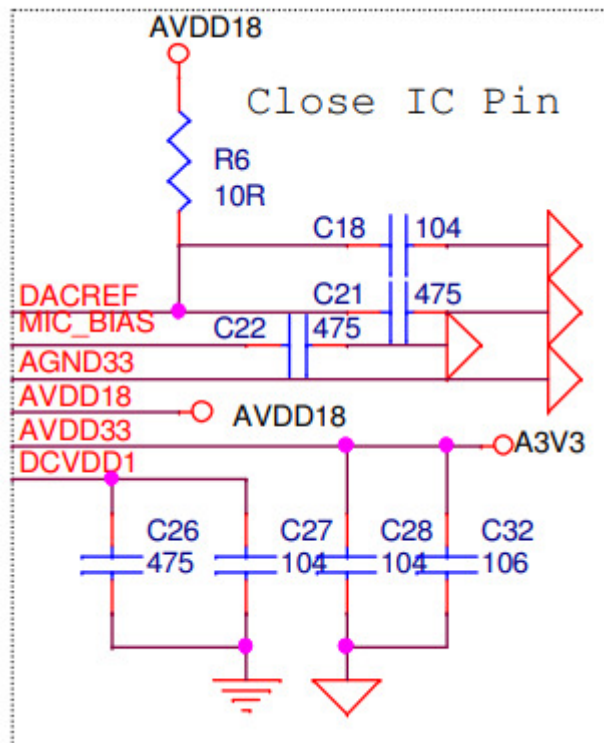 AVDD18
Close IC Pin
R6
10R
C18 104
DACREF C21 475
MIC_BIAS C22 475
AGND33
AVDD18 AVDD18
AVDD33 A3V3
DCVDD1
C26 C27 C28 C32
475 104 104 106